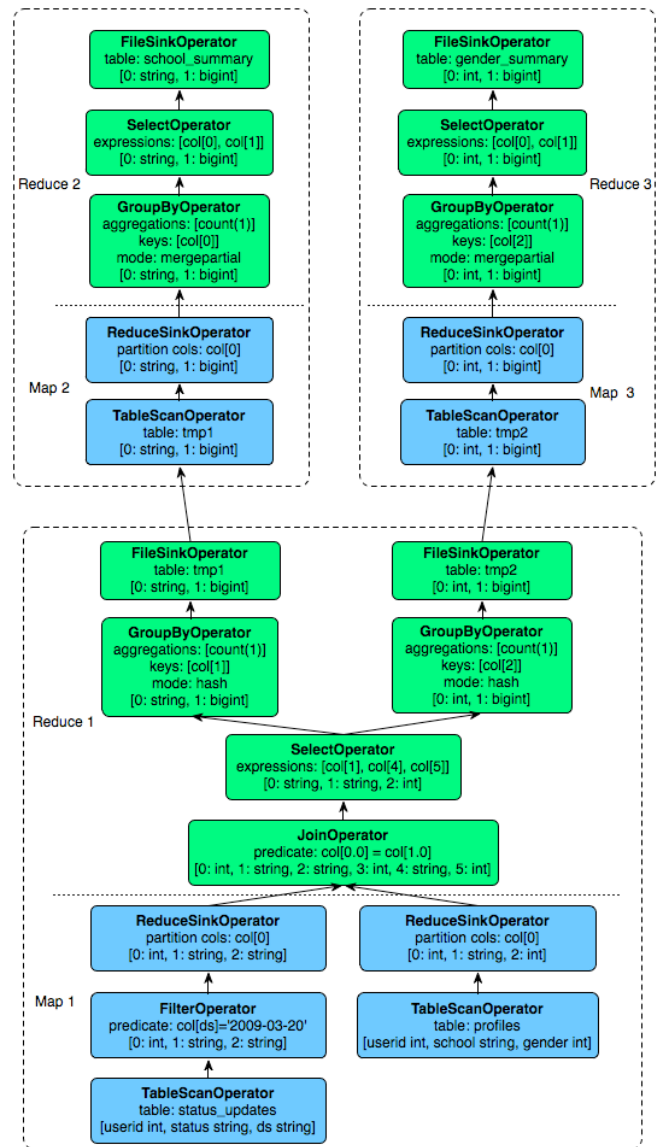 FileSinkOperator
table: school_summary
[0: string, 1: bigint]
SelectOperator
expressions: [col[0], col[1]]
[0: string, 1: bigint]
Reduce 2
GroupByOperator
aggregations: [count(1)]
keys: [col[0]]
mode: mergepartial
[0: string, 1: bigint]
ReduceSinkOperator
partition cols: col[0]
[0: string, 1: bigint]
Map 2
TableScanOperator
table: tmp1
[0: string, 1: bigint]
FileSinkOperator
table: gender_summary
[0: int, 1: bigint]
SelectOperator
expressions: [col[0], col[1]]
[0: int, 1: bigint]
Reduce 3
GroupByOperator
aggregations: [count(1)]
keys: [col[2]]
mode: mergepartial
[0: int, 1: bigint]
ReduceSinkOperator
partition cols: col[0]
[0: int, 1: bigint]
Map 3
TableScanOperator
table: tmp2
[0: int, 1: bigint]
FileSinkOperator
table: tmp1
[0: string, 1: bigint]
GroupByOperator
aggregations: [count(1)]
keys: [col[1]]
mode: hash
[0: string, 1: bigint]
FileSinkOperator
table: tmp2
[0: int, 1: bigint]
GroupByOperator
aggregations: [count(1)]
keys: [col[2]]
mode: hash
[0: int, 1: bigint]
Reduce 1
SelectOperator
expressions: [col[1], col[4], col[5]]
[0: string, 1: string, 2: int]
JoinOperator
predicate: col[0.0] = col[1.0]
[0: int, 1: string, 2: string, 3: int, 4: string, 5: int]
ReduceSinkOperator
partition cols: col[0]
[0: int, 1: string, 2: string]
ReduceSinkOperator
partition cols: col[0]
[0: int, 1: string, 2: int]
Map 1
FilterOperator
predicate: col[ds]='2009-03-20'
[0: int, 1: string, 2: string]
TableScanOperator
table: profiles
[userid int, school string, gender int]
TableScanOperator
table: status_updates
[userid int, status string, ds string]